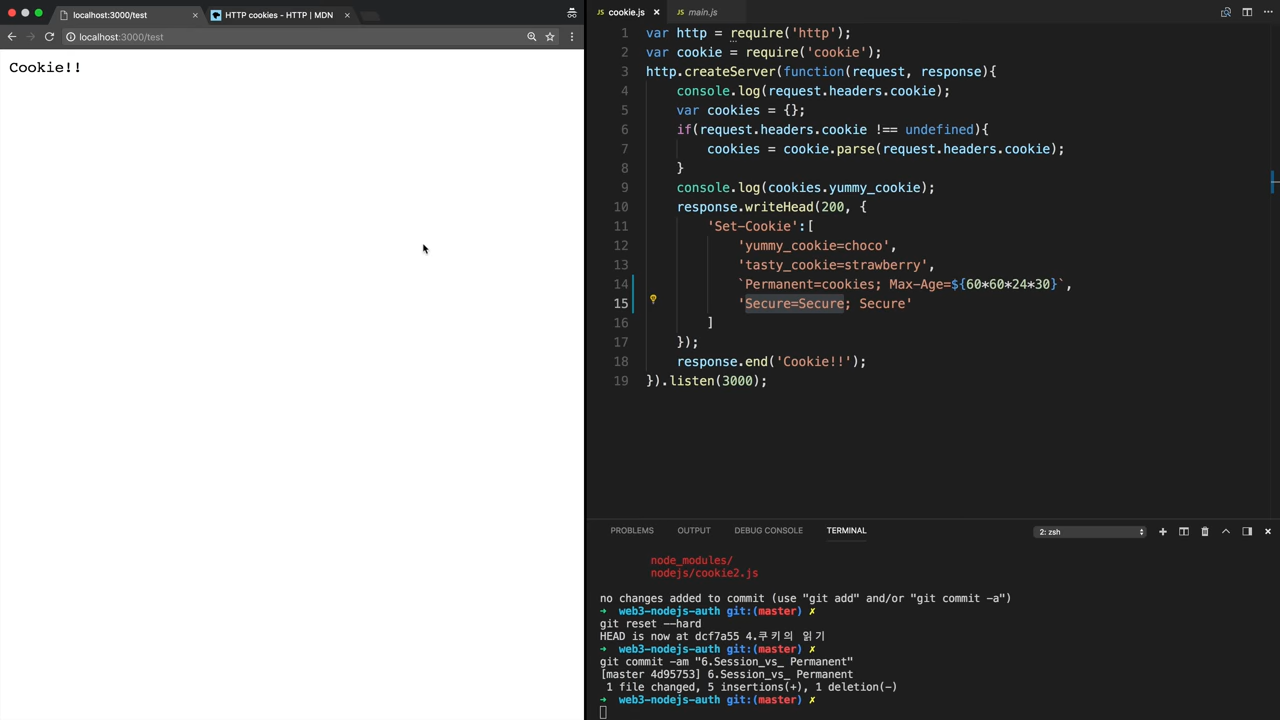 localhost:3000/test
HTTP cookies - HTTP | MDN
localhost:3000/test
Cookie!!
cookie.js
main.js
1 var http = require('http');
2 var cookie = require('cookie');
3 http.createServer(function(request, response){
4 console.log(request.headers.cookie);
5 var cookies = {};
6 if(request.headers.cookie !== undefined){
7 cookies = cookie.parse(request.headers.cookie);
8 }
9 console.log(cookies.yummy_cookie);
10 response.writeHead(200, {
11 'Set-Cookie':[
12 'yummy_cookie=choco',
13 'tasty_cookie=strawberry',
14 `Permanent=cookies; Max-Age=${60*60*24*30}`,
15 'Secure=Secure; Secure'
16 ]
17 });
18 response.end('Cookie!!');
19 }).listen(3000);
PROBLEMS OUTPUT DEBUG CONSOLE TERMINAL
2: zsh
node_modules/
nodejs/cookie2.js
no changes added to commit (use "git add" and/or "git commit -a")
➜ web3-nodejs-auth git:(master) ✗
git reset --hard
HEAD is now at dcf7a55 4.쿠키의 읽기
➜ web3-nodejs-auth git:(master) ✗
git commit -am "6.Session_vs_ Permanent"
[master 4d95753] 6.Session_vs_ Permanent
1 file changed, 5 insertions(+), 1 deletion(-)
➜ web3-nodejs-auth git:(master) ✗